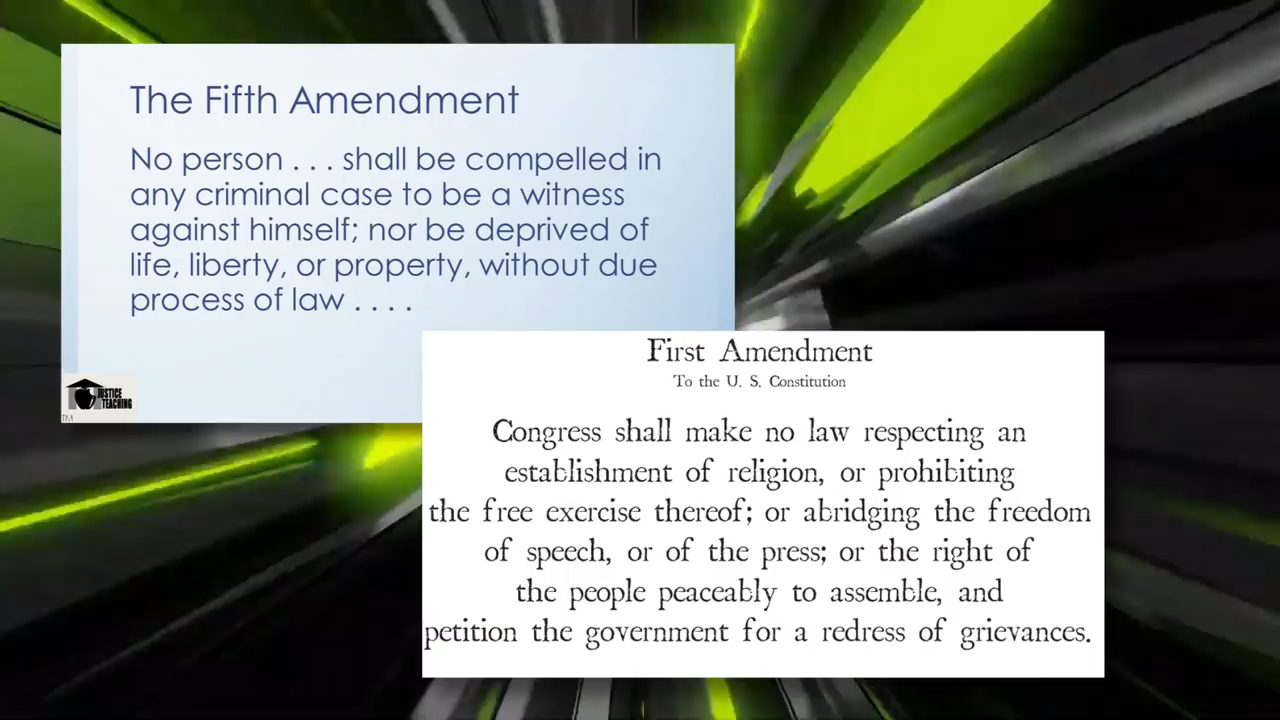 The Fifth Amendment
No person . . . shall be compelled in
any criminal case to be a witness
against himself; nor be deprived of
life, liberty, or property, without due
process of law . . . .
JUSTICE
TEACHING
TM
First Amendment
To the U. S. Constitution
Congress shall make no law respecting an
establishment of religion, or prohibiting
the free exercise thereof; or abridging the freedom
of speech, or of the press; or the right of
the people peaceably to assemble, and
petition the government for a redress of grievances.